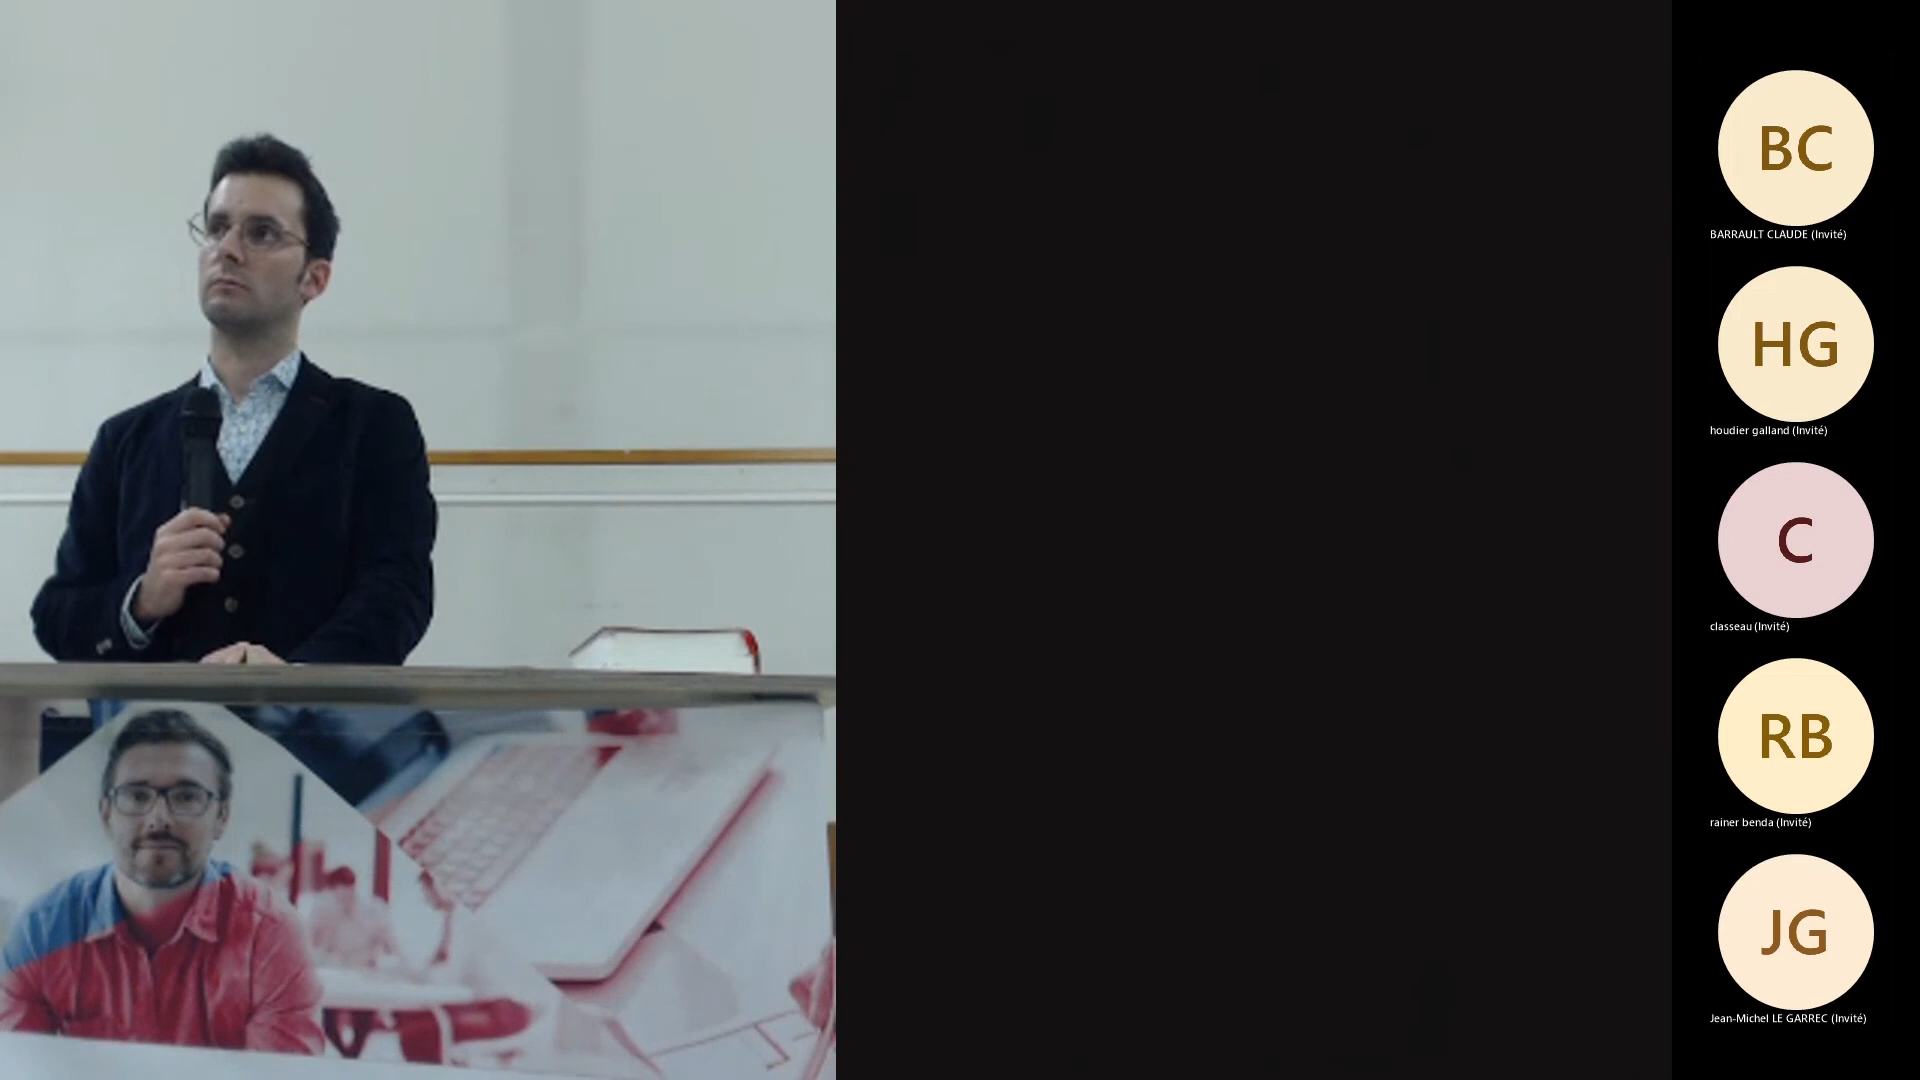 BC
BARRAULT CLAUDE (Invité)
HG
houdier galland (Invité)
C
classeau (Invité)
RB
rainer benda (Invité)
JG
Jean-Michel LE GARREC (Invité)